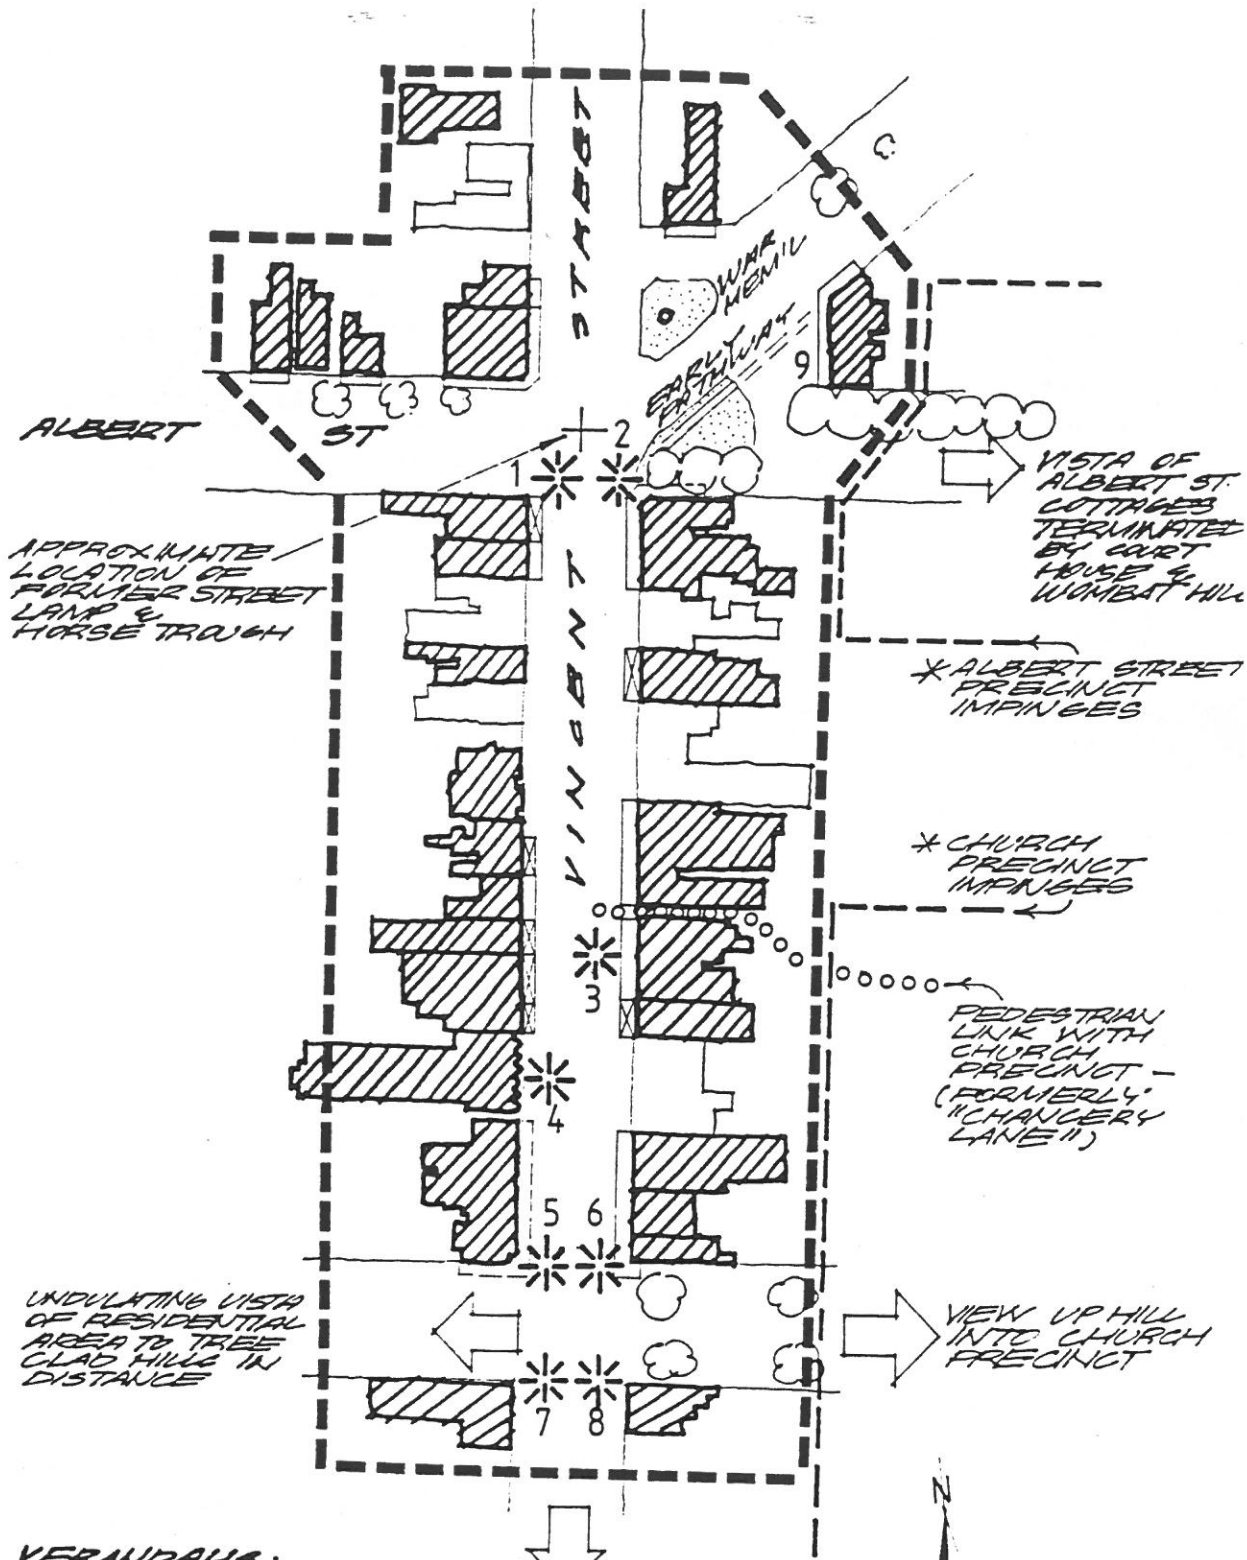 STREET
WAR
MEM'L
EARLY
PATHWAY
9
ALBERT ST
1
2
VISTA OF
ALBERT ST.
COTTAGES
TERMINATED
BY COURT
HOUSE &
WOMBAT HILL
APPROXIMATE
LOCATION OF
FORMER STREET
LAMP &
HORSE TROUGH
VINCENT
* ALBERT STREET
PRECINCT
IMPINGES
* CHURCH
PRECINCT
IMPINGES
3
PEDESTRIAN
LINK WITH
CHURCH
PRECINCT –
(FORMERLY
"CHANCERY
LANE")
4
5 6
UNDULATING VISTA
OF RESIDENTIAL
AREA TO TREE
CLAD HILLS IN
DISTANCE
VIEW UP HILL
INTO CHURCH
PRECINCT
7 8
N
VERANDAHS: